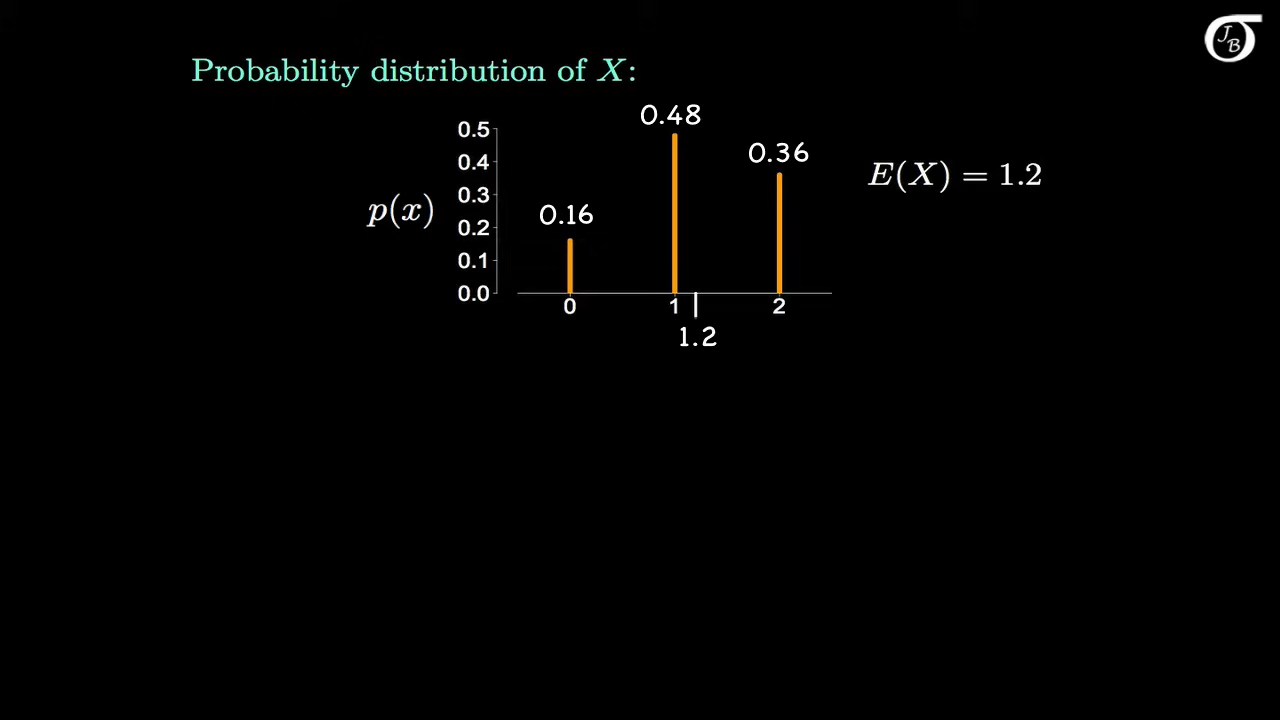 Probability distribution of X:
0.48
0.5
0.36
0.4
E(X) = 1.2
0.3
p(x)
0.16
0.2
0.1
0.0
0 1 2
1.2
JB